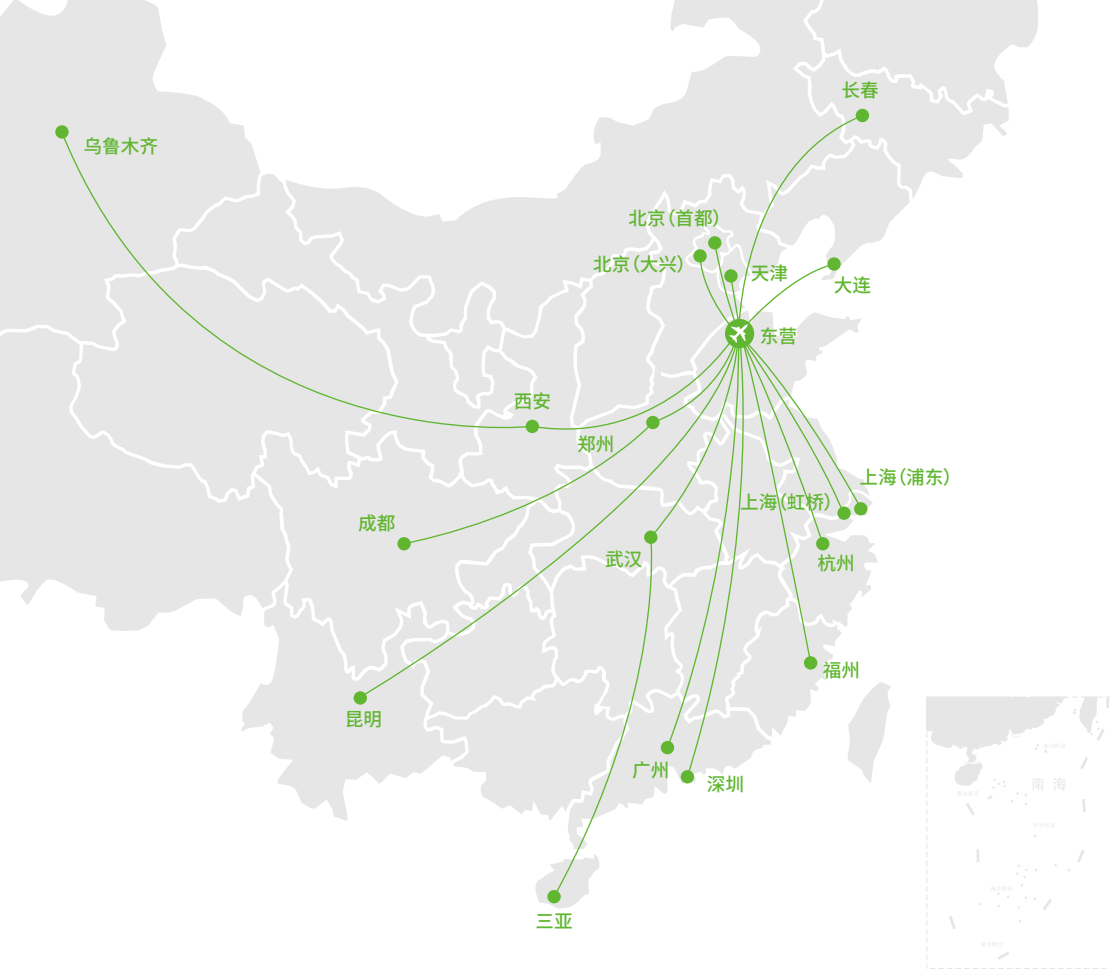 长春
乌鲁木齐
北京(首都)
北京(大兴)
天津
大连
东营
西安
郑州
上海(浦东)
上海(虹桥)
成都
武汉
杭州
福州
昆明
广州
深圳
南 海
三亚